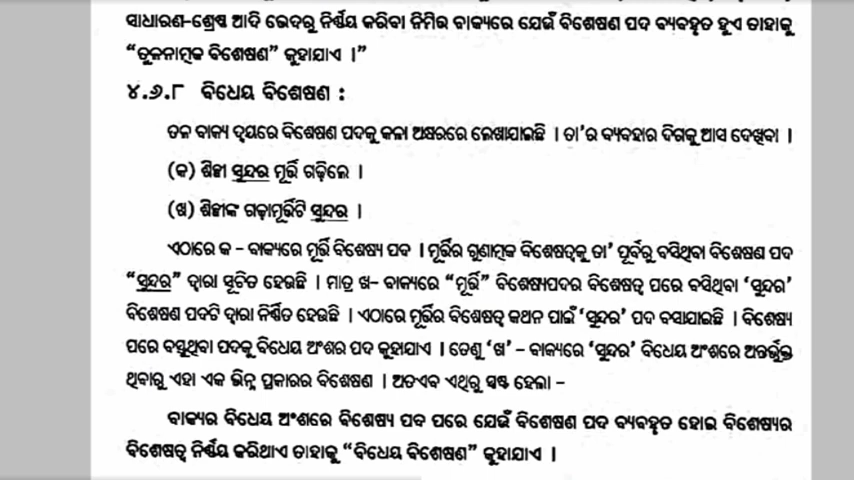 ସାଧାରଣ-ଶ୍ରେଷ୍ଠ ଆଦି ଭେଦରୁ ନିର୍ଣ୍ଣୟ କରିବା ନିମିତ୍ତ ବାକ୍ୟରେ ଯେଉଁ ବିଶେଷଣ ପଦ ବ୍ୟବହୃତ ହୁଏ ତାହାକୁ
“ତୁଳନାତ୍ମକ ବିଶେଷଣ” କୁହାଯାଏ ।”
୪.୬.୮ ବିଧେୟ ବିଶେଷଣ :
ତଳ ବାକ୍ୟ ଦ୍ୱୟରେ ବିଶେଷଣ ପଦକୁ କଳା ଅକ୍ଷରରେ ଲେଖାଯାଇଛି । ତା’ର ବ୍ୟବହାର ଦିଗକୁ ଆସ ଦେଖିବା ।
(କ) ଶିଳ୍ପୀ ସୁନ୍ଦର ମୂର୍ତ୍ତି ଗଢ଼ିଲେ ।
(ଖ) ଶିଳ୍ପୀଙ୍କ ଗଢ଼ାମୂର୍ତ୍ତିଟି ସୁନ୍ଦର ।
ଏଠାରେ କ – ବାକ୍ୟରେ ମୂର୍ତ୍ତି ବିଶେଷ୍ୟ ପଦ । ମୂର୍ତ୍ତିର ଗୁଣାତ୍ମକ ବିଶେଷତ୍ୱକୁ ତା’ ପୂର୍ବରୁ ବସିଥିବା ବିଶେଷଣ ପଦ
“ସୁନ୍ଦର” ଦ୍ୱାରା ସୂଚିତ ହେଉଛି । ମାତ୍ର ଖ– ବାକ୍ୟରେ “ମୂର୍ତ୍ତି” ବିଶେଷ୍ୟପଦର ବିଶେଷତ୍ୱ ପରେ ବସିଥିବା ‘ସୁନ୍ଦର’
ବିଶେଷଣ ପଦଟି ଦ୍ୱାରା ନିର୍ଣ୍ଣିତ ହେଉଛି । ଏଠାରେ ମୂର୍ତ୍ତିର ବିଶେଷତ୍ୱ କଥନ ପାଇଁ ‘ସୁନ୍ଦର’ ପଦ ବସାଯାଇଛି । ବିଶେଷ୍ୟ
ପରେ ବସୁଥିବା ପଦକୁ ବିଧେୟ ଅଂଶର ପଦ କୁହାଯାଏ । ତେଣୁ ‘ଖ’ – ବାକ୍ୟରେ ‘ସୁନ୍ଦର’ ବିଧେୟ ଅଂଶରେ ଅନ୍ତର୍ଭୁକ୍ତ
ଥିବାରୁ ଏହା ଏକ ଭିନ୍ନ ପ୍ରକାରର ବିଶେଷଣ । ଅତଏବ ଏଥିରୁ ସ୍ପଷ୍ଟ ହେଲା –
ବାକ୍ୟର ବିଧେୟ ଅଂଶରେ ବିଶେଷ୍ୟ ପଦ ପରେ ଯେଉଁ ବିଶେଷଣ ପଦ ବ୍ୟବହୃତ ହୋଇ ବିଶେଷ୍ୟର
ବିଶେଷତ୍ୱ ନିର୍ଣ୍ଣୟ କରିଥାଏ ତାହାକୁ “ବିଧେୟ ବିଶେଷଣ” କୁହାଯାଏ ।